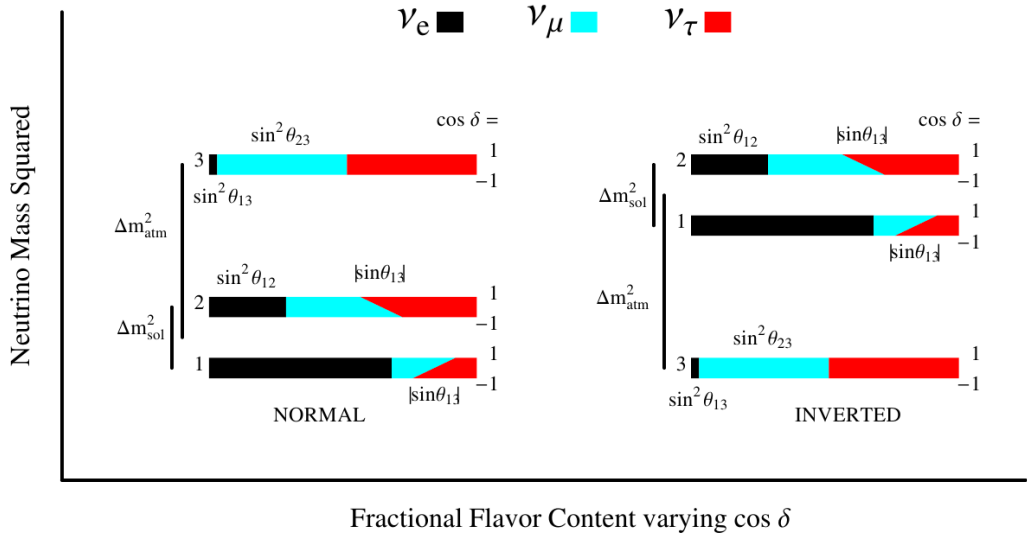 νe νμ ντ
Neutrino Mass Squared
sin²θ23
cos δ =
3
1
−1
sin²θ13
Δm²atm
sin²θ12
|sinθ13|
2
1
−1
Δm²sol
1
1
−1
|sinθ13|
NORMAL
sin²θ12
|sinθ13|
cos δ =
2
1
−1
Δm²sol
1
1
−1
|sinθ13|
Δm²atm
sin²θ23
3
1
−1
sin²θ13
INVERTED
Fractional Flavor Content varying cos δ